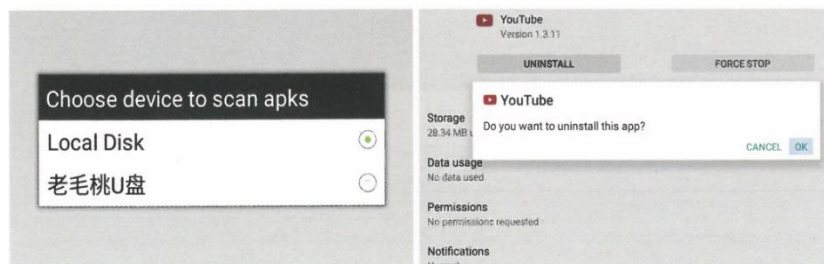 Choose device to scan apks
Local Disk
老毛桃U盘
YouTube
Version 1.3.11
UNINSTALL
FORCE STOP
YouTube
Do you want to uninstall this app?
CANCEL OK
Storage
28.34 MB
Data usage
No data used
Permissions
No permissions requested
Notifications